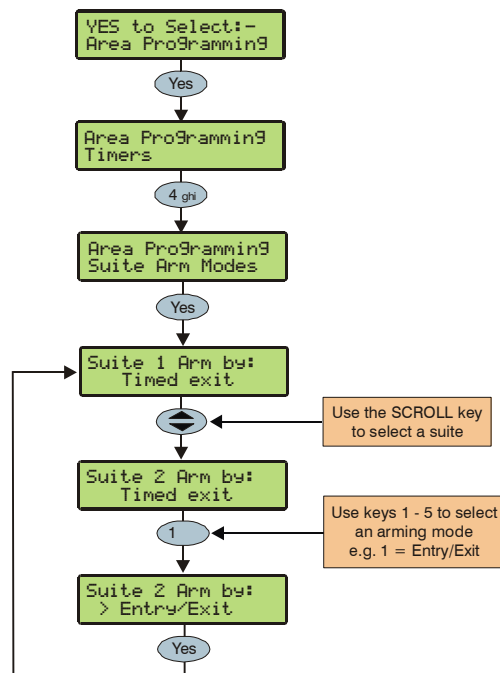 YES to Select:-
Area Programming
Yes
Area Programming
Timers
4 ghi
Area Programming
Suite Arm Modes
Yes
Suite 1 Arm by:
Timed exit
Use the SCROLL key
to select a suite
Suite 2 Arm by:
Timed exit
Use keys 1 - 5 to select
an arming mode
e.g. 1 = Entry/Exit
1
Suite 2 Arm by:
> Entry/Exit
Yes